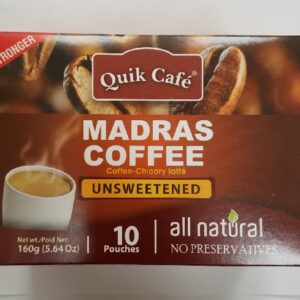 STRONGER
Quik Café®
MADRAS
COFFEE
Coffee-Chicory latté
UNSWEETENED
Net wt./Poid Net:
160g (5.64 Oz)
10
Pouches
all natural
NO PRESERVATIVES